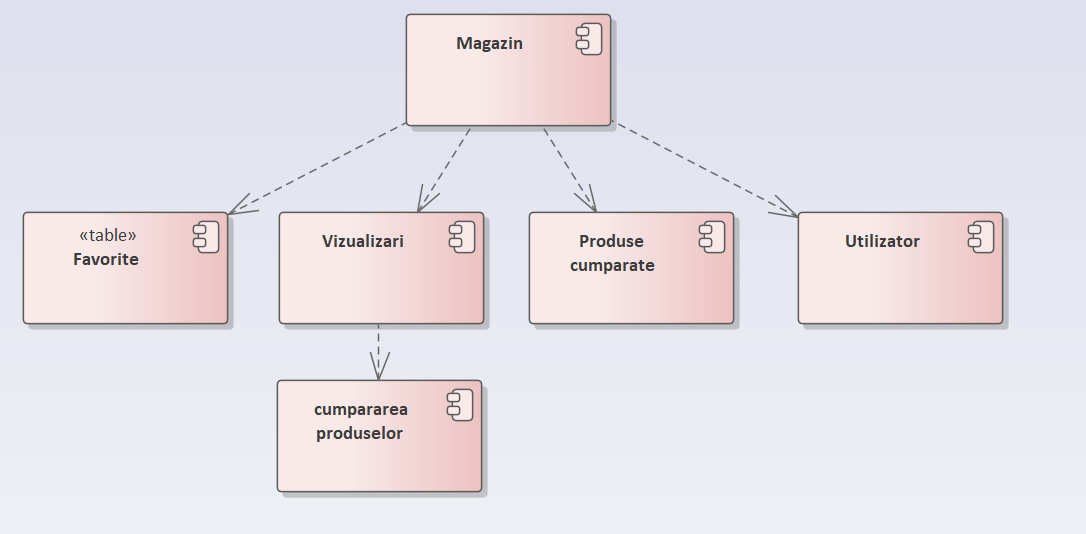 Magazin
«table»
Favorite
Vizualizari
Produse
cumparate
Utilizator
cumpararea
produselor